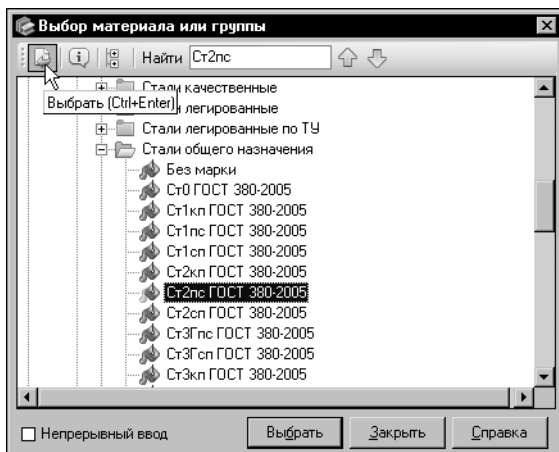 Выбор материала или группы
Найти Ст2пс
Стали качественные
Выбрать (Ctrl+Enter)
легированные
Стали легированные по ТУ
Стали общего назначения
Без марки
Ст0 ГОСТ 380-2005
Ст1кп ГОСТ 380-2005
Ст1пс ГОСТ 380-2005
Ст1сп ГОСТ 380-2005
Ст2кп ГОСТ 380-2005
Ст2пс ГОСТ 380-2005
Ст2сп ГОСТ 380-2005
Ст3Гпс ГОСТ 380-2005
Ст3Гсп ГОСТ 380-2005
Ст3кп ГОСТ 380-2005
Непрерывный ввод
Выбрать
Закрыть
Справка